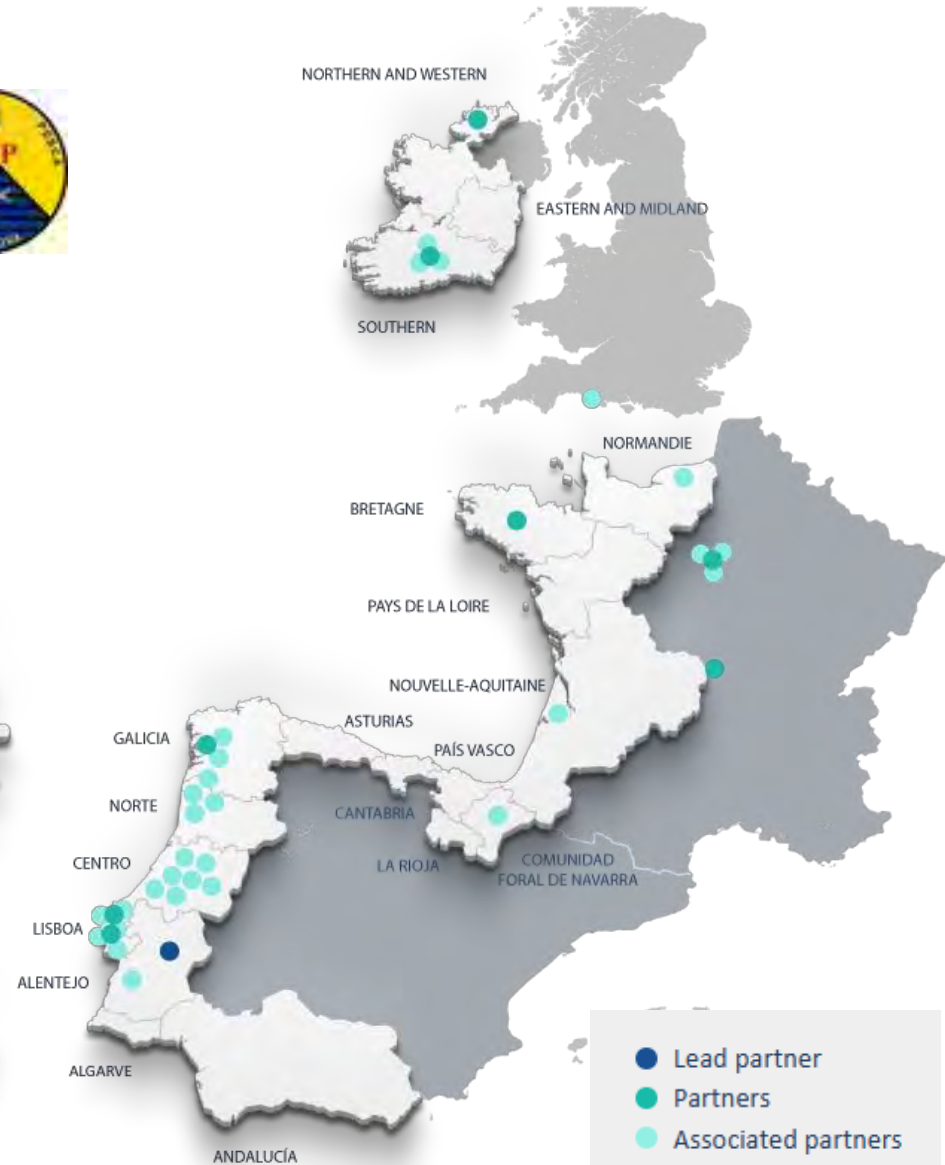 NORTHERN AND WESTERN
PESCA
P
EASTERN AND MIDLAND
SOUTHERN
NORMANDIE
BRETAGNE
PAYS DE LA LOIRE
NOUVELLE-AQUITAINE
ASTURIAS
GALICIA
PAÍS VASCO
NORTE
CANTABRIA
CENTRO
LA RIOJA
COMUNIDAD
FORAL DE NAVARRA
LISBOA
ALENTEJO
ALGARVE
ANDALUCÍA
Lead partner
Partners
Associated partners